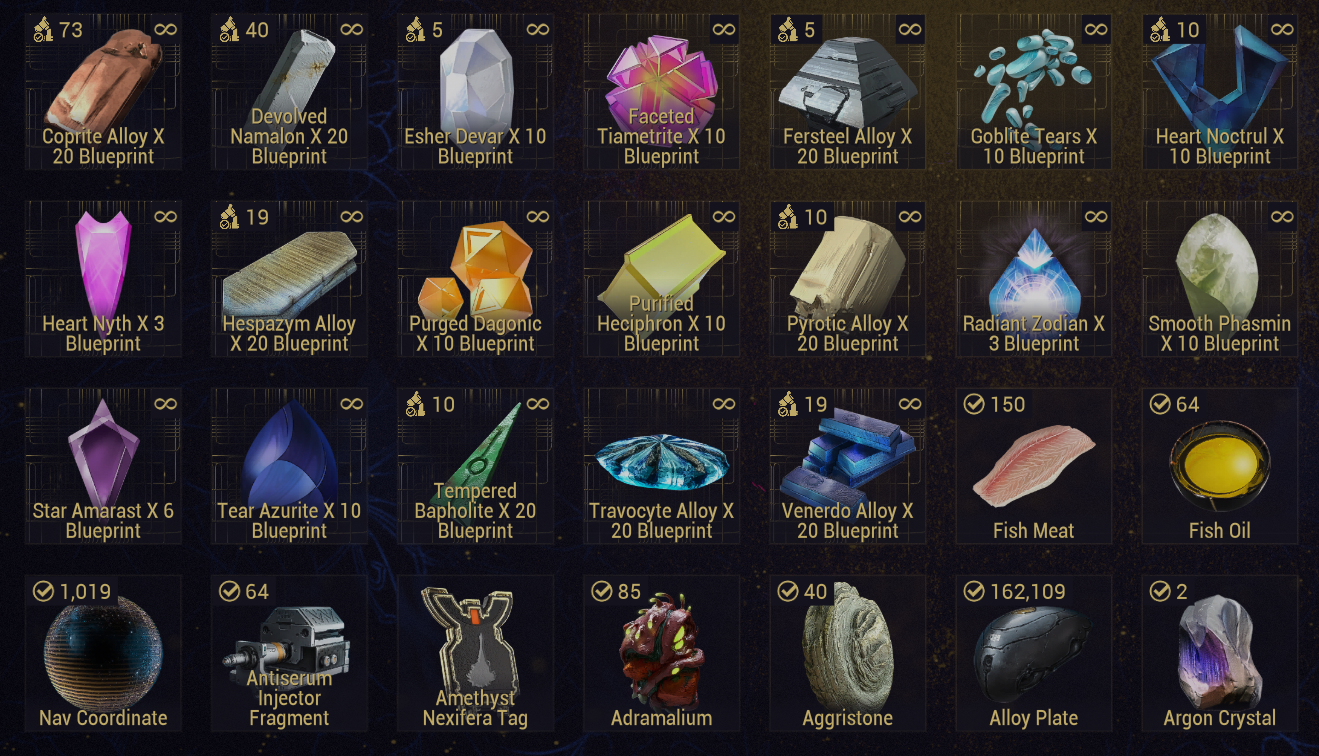 73 ∞
Coprite Alloy X
20 Blueprint
40 ∞
Devolved
Namalon X 20
Blueprint
5 ∞
Esher Devar X 10
Blueprint
∞
Faceted
Tiametrite X 10
Blueprint
5 ∞
Fersteel Alloy X
20 Blueprint
∞
Goblite Tears X
10 Blueprint
10 ∞
Heart Noctrul X
10 Blueprint
∞
Heart Nyth X 3
Blueprint
19 ∞
Hespazym Alloy
X 20 Blueprint
∞
Purged Dagonic
X 10 Blueprint
∞
Purified
Heciphron X 10
Blueprint
10 ∞
Pyrotic Alloy X
20 Blueprint
∞
Radiant Zodian X
3 Blueprint
∞
Smooth Phasmin
X 10 Blueprint
∞
Star Amarast X 6
Blueprint
∞
Tear Azurite X 10
Blueprint
10 ∞
Tempered
Bapholite X 20
Blueprint
∞
Travocyte Alloy X
20 Blueprint
19 ∞
Venerdo Alloy X
20 Blueprint
150
Fish Meat
64
Fish Oil
1,019
Nav Coordinate
64
Antiserum
Injector
Fragment
Amethyst
Nexifera Tag
85
Adramalium
40
Aggristone
162,109
Alloy Plate
2
Argon Crystal